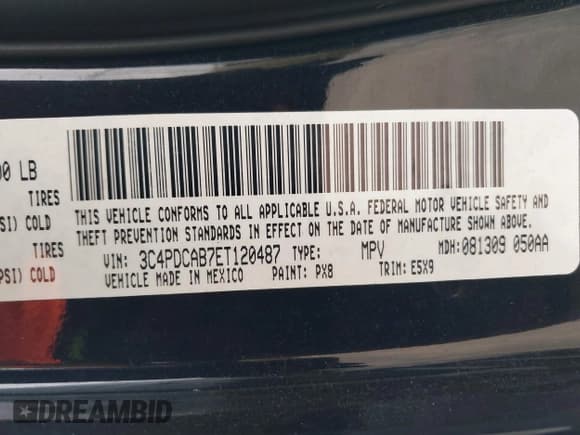 00 LB
TIRES
SI) COLD
TIRES
PSI) COLD
THIS VEHICLE CONFORMS TO ALL APPLICABLE U.S.A. FEDERAL MOTOR VEHICLE SAFETY AND
THEFT PREVENTION STANDARDS IN EFFECT ON THE DATE OF MANUFACTURE SHOWN ABOVE.
VIN: 3C4PDCAB7ET120487 TYPE: MPV MDH: 081309 050AA
VEHICLE MADE IN MEXICO PAINT: PX8 TRIM: E5X9
DREAMBID